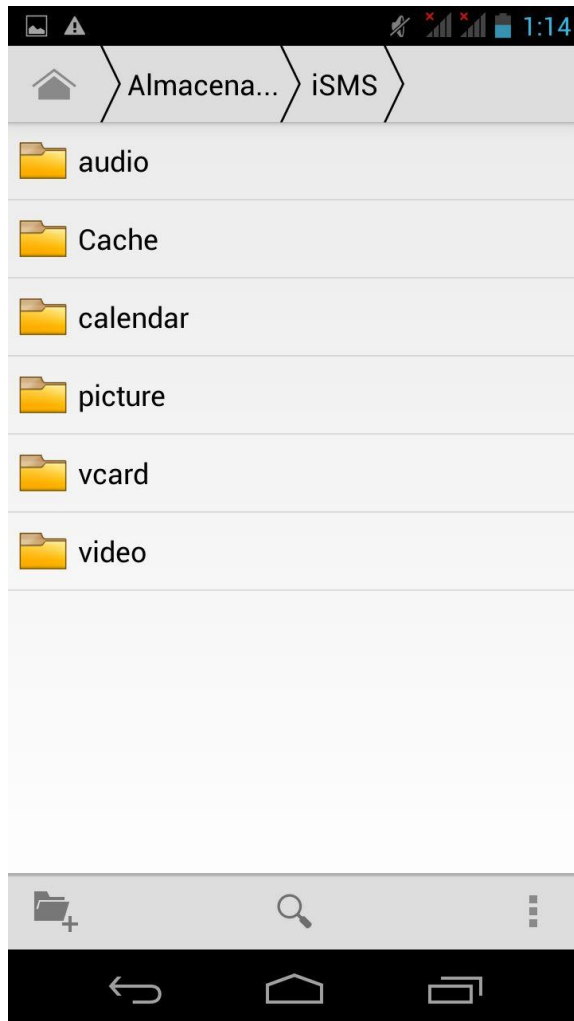 1:14
Almacena... iSMS
audio
Cache
calendar
picture
vcard
video